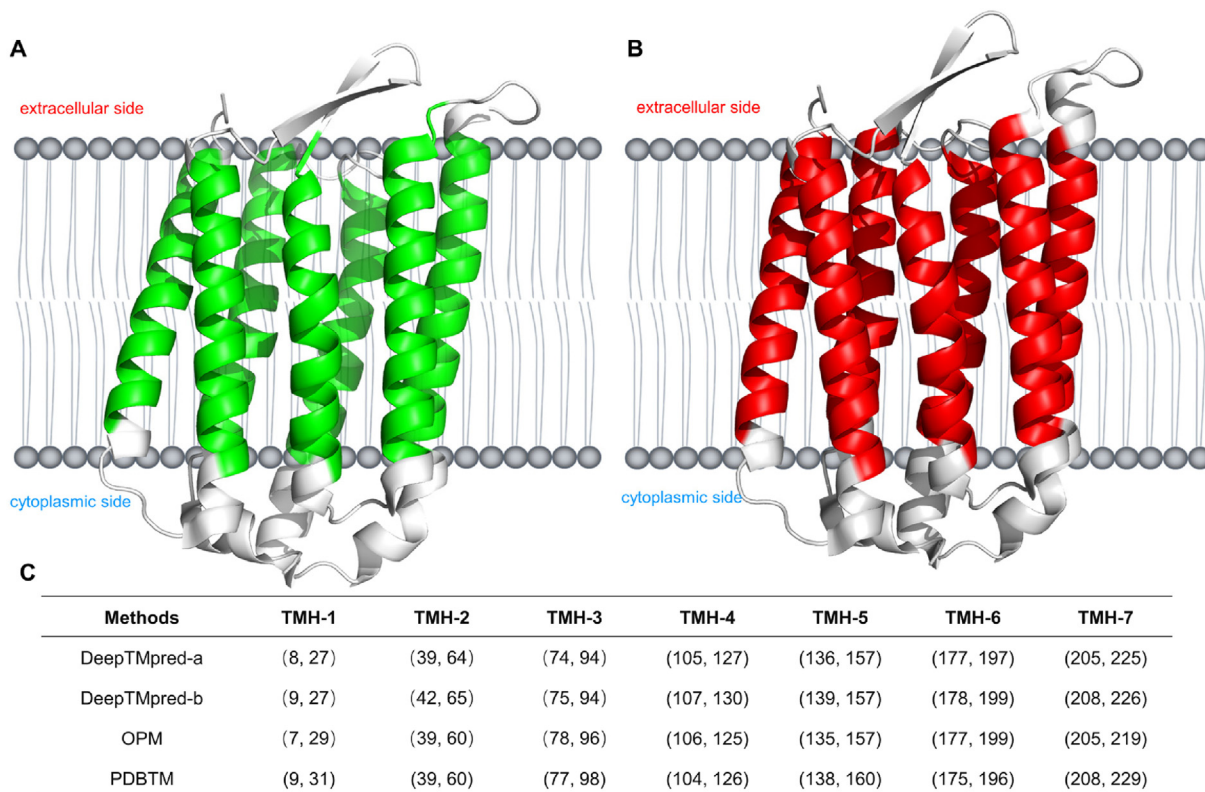 A
B
extracellular side
extracellular side
cytoplasmic side
cytoplasmic side
C
Methods TMH-1 TMH-2 TMH-3 TMH-4 TMH-5 TMH-6 TMH-7
DeepTMpred-a (8, 27) (39, 64) (74, 94) (105, 127) (136, 157) (177, 197) (205, 225)
DeepTMpred-b (9, 27) (42, 65) (75, 94) (107, 130) (139, 157) (178, 199) (208, 226)
OPM (7, 29) (39, 60) (78, 96) (106, 125) (135, 157) (177, 199) (205, 219)
PDBTM (9, 31) (39, 60) (77, 98) (104, 126) (138, 160) (175, 196) (208, 229)